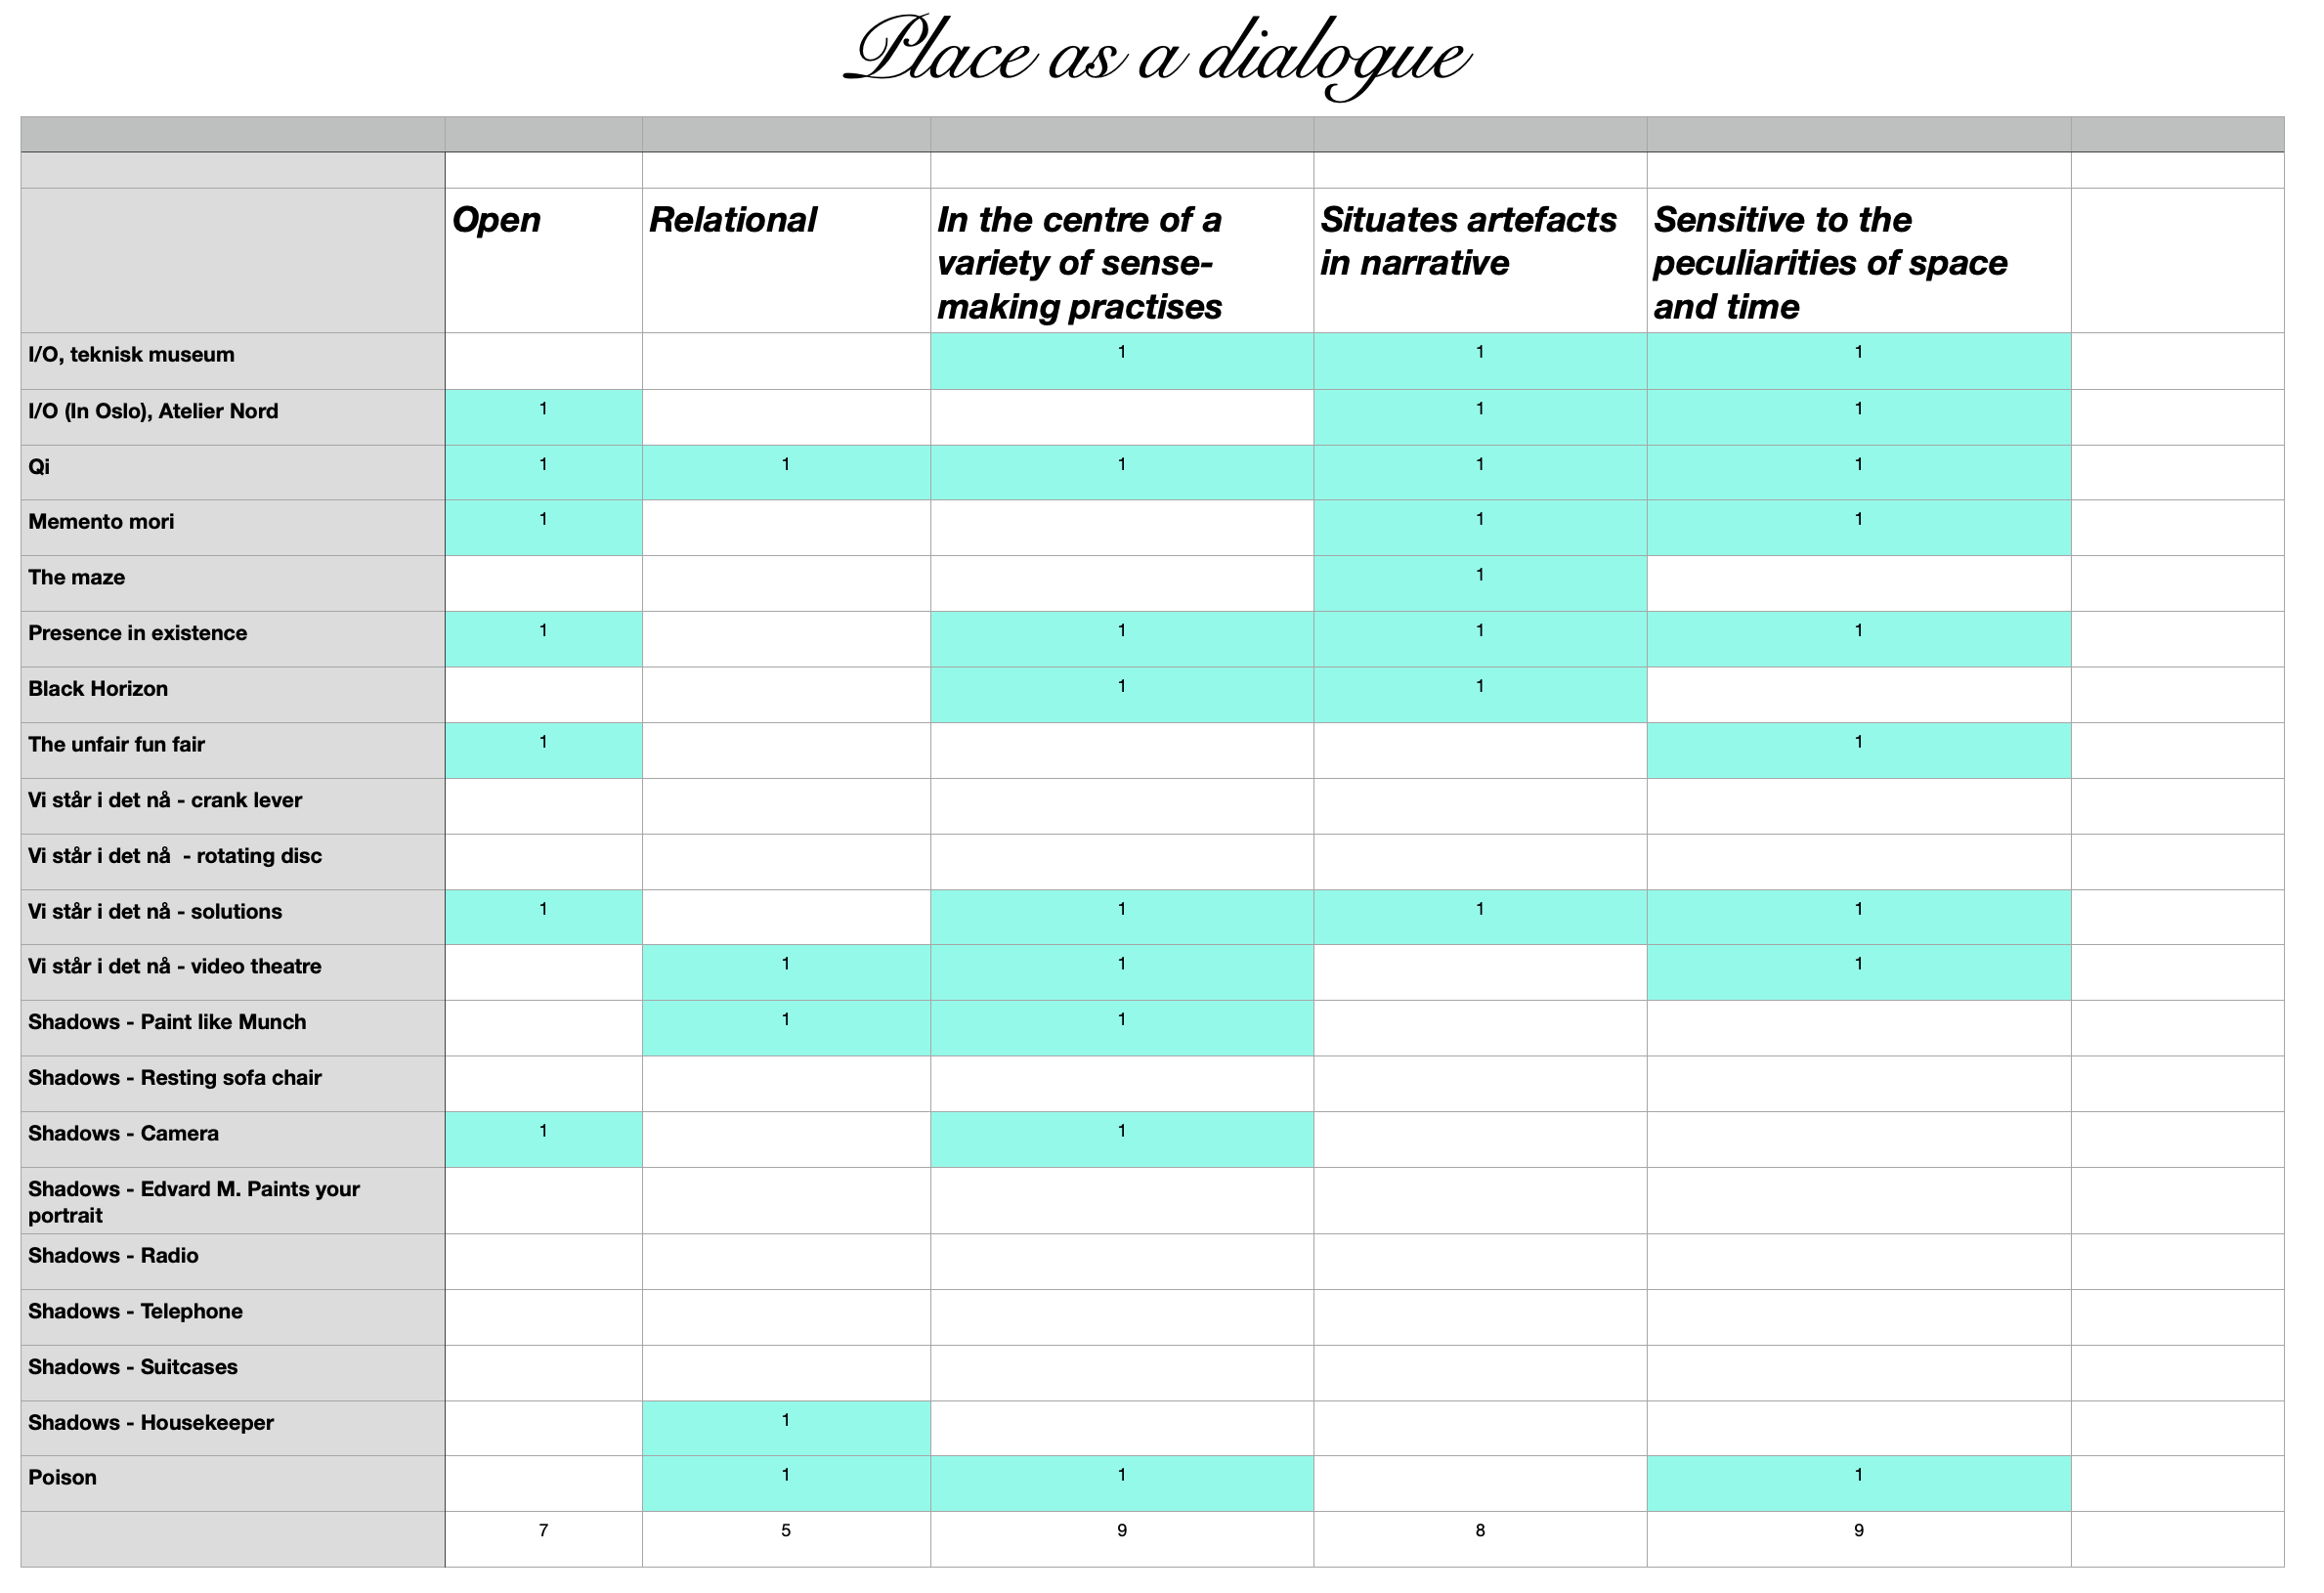 Place as a dialogue
Open Relational In the centre of a Situates artefacts Sensitive to the
variety of sense- in narrative peculiarities of space
making practises and time
I/O, teknisk museum 1 1 1
I/O (In Oslo), Atelier Nord 1 1 1
Qi 1 1 1 1 1
Memento mori 1 1 1
The maze 1
Presence in existence 1 1 1 1
Black Horizon 1 1
The unfair fun fair 1 1
Vi står i det nå - crank lever
Vi står i det nå  - rotating disc
Vi står i det nå - solutions 1 1 1 1
Vi står i det nå - video theatre 1 1 1
Shadows - Paint like Munch 1 1
Shadows - Resting sofa chair
Shadows - Camera 1 1
Shadows - Edvard M. Paints your
portrait
Shadows - Radio
Shadows - Telephone
Shadows - Suitcases
Shadows - Housekeeper 1
Poison 1 1 1
7 5 9 8 9